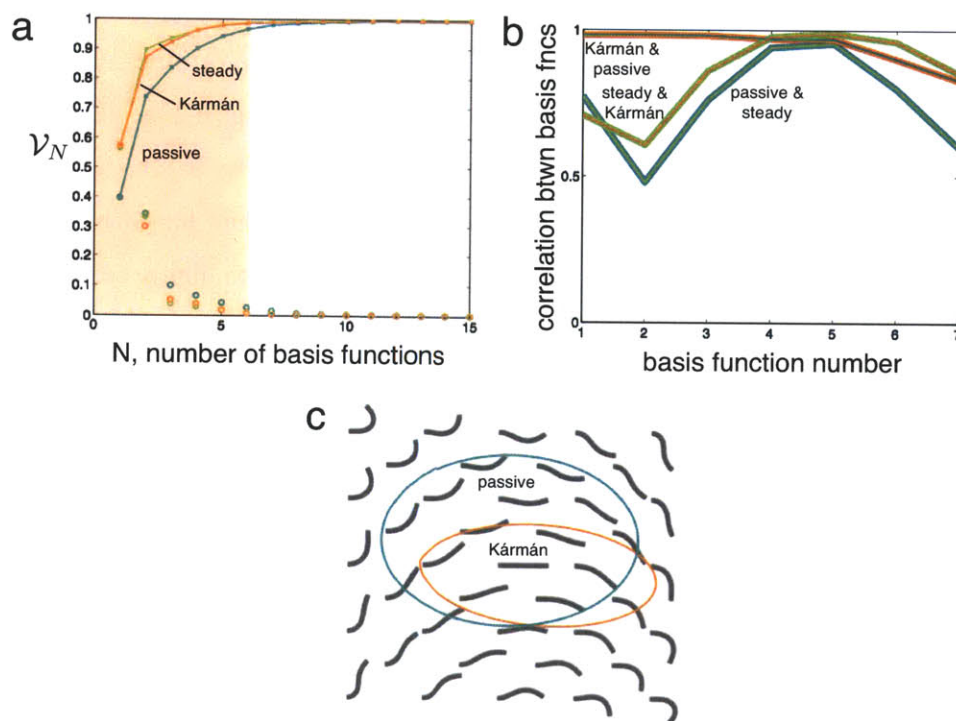 a
1
0.9
0.8
0.7
0.6
0.5
0.4
0.3
0.2
0.1
0
𝒱_N
steady
Kármán
passive
0 5 10 15
N, number of basis functions
b
1
0.5
0
correlation btwn basis fncs
Kármán &
passive
steady &
Kármán
passive &
steady
1 2 3 4 5 6 7
basis function number
c
passive
Kármán